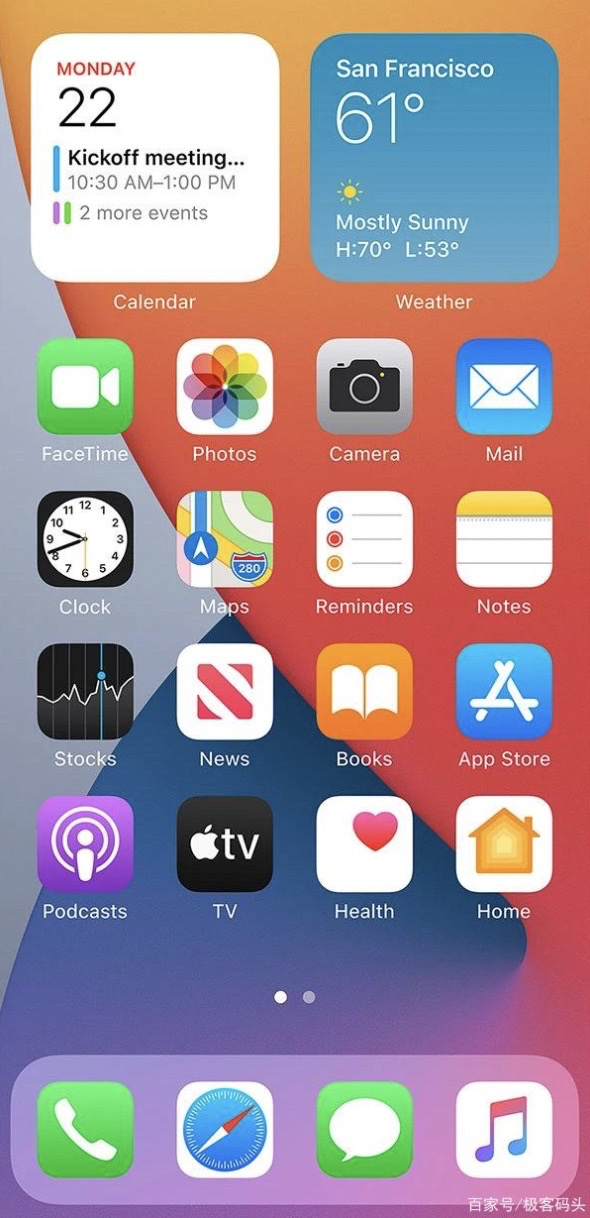 MONDAY
22
Kickoff meeting...
10:30 AM–1:00 PM
2 more events
San Francisco
61°
Mostly Sunny
H:70° L:53°
Calendar
Weather
FaceTime
Photos
Camera
Mail
12
1
2
3
4
5
6
7
8
9
10
11
280
Clock
Maps
Reminders
Notes
Stocks
News
Books
App Store
tv
Podcasts
TV
Health
Home
百家号/极客码头